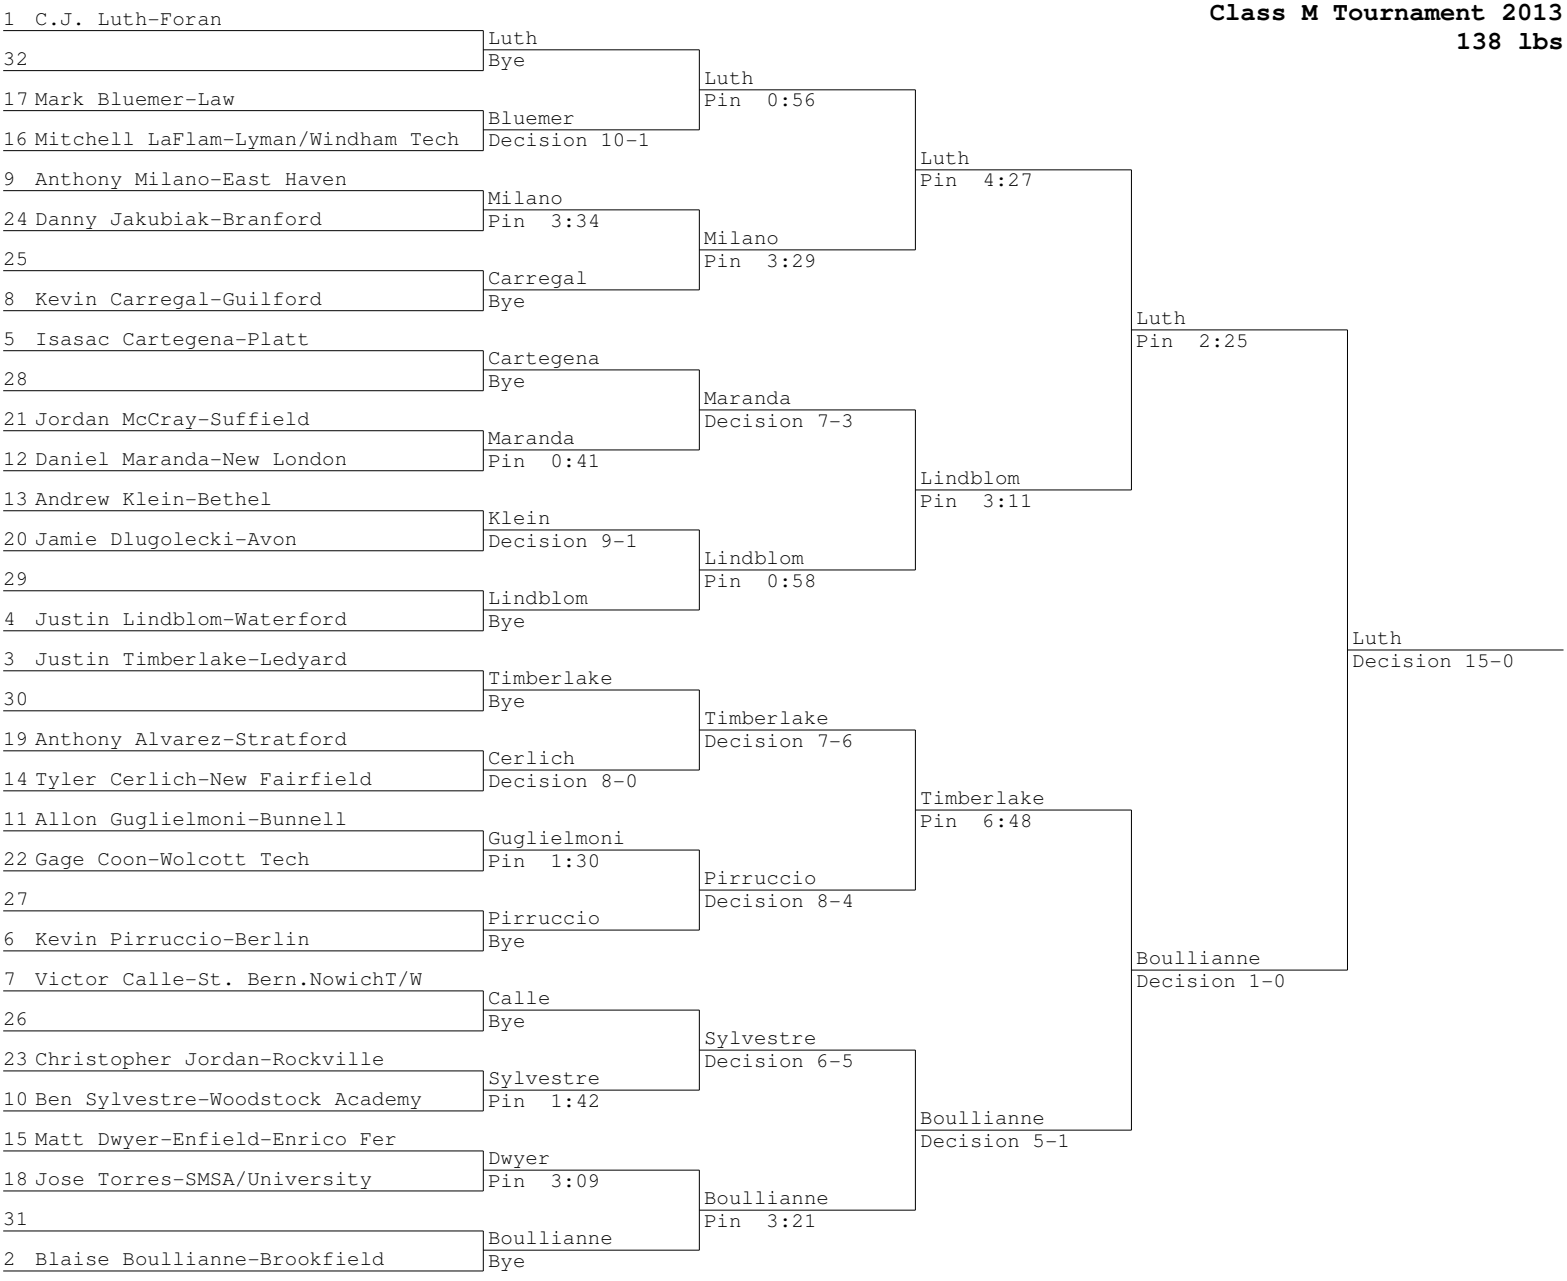 Class M Tournament 2013
138 lbs
1 C.J. Luth-Foran
32
17 Mark Bluemer-Law
16 Mitchell LaFlam-Lyman/Windham Tech
9 Anthony Milano-East Haven
24 Danny Jakubiak-Branford
25
8 Kevin Carregal-Guilford
5 Isasac Cartegena-Platt
28
21 Jordan McCray-Suffield
12 Daniel Maranda-New London
13 Andrew Klein-Bethel
20 Jamie Dlugolecki-Avon
29
4 Justin Lindblom-Waterford
3 Justin Timberlake-Ledyard
30
19 Anthony Alvarez-Stratford
14 Tyler Cerlich-New Fairfield
11 Allon Guglielmoni-Bunnell
22 Gage Coon-Wolcott Tech
27
6 Kevin Pirruccio-Berlin
7 Victor Calle-St. Bern.NowichT/W
26
23 Christopher Jordan-Rockville
10 Ben Sylvestre-Woodstock Academy
15 Matt Dwyer-Enfield-Enrico Fer
18 Jose Torres-SMSA/University
31
2 Blaise Boullianne-Brookfield
Luth
Bye
Bluemer
Decision 10-1
Milano
Pin 3:34
Carregal
Bye
Cartegena
Bye
Maranda
Pin 0:41
Klein
Decision 9-1
Lindblom
Bye
Timberlake
Bye
Cerlich
Decision 8-0
Guglielmoni
Pin 1:30
Pirruccio
Bye
Calle
Bye
Sylvestre
Pin 1:42
Dwyer
Pin 3:09
Boullianne
Bye
Luth
Pin 0:56
Milano
Pin 3:29
Maranda
Decision 7-3
Lindblom
Pin 0:58
Timberlake
Decision 7-6
Pirruccio
Decision 8-4
Sylvestre
Decision 6-5
Boullianne
Pin 3:21
Luth
Pin 4:27
Lindblom
Pin 3:11
Timberlake
Pin 6:48
Boullianne
Decision 5-1
Luth
Pin 2:25
Boullianne
Decision 1-0
Luth
Decision 15-0